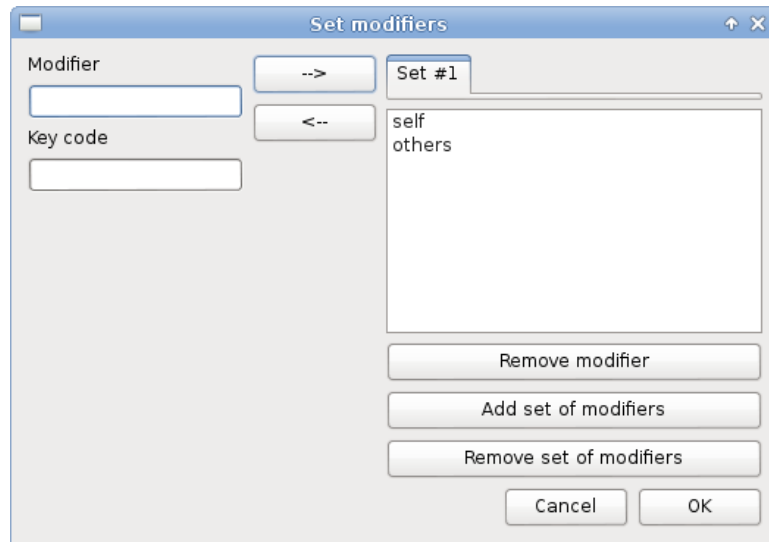 Set modifiers
Modifier
Key code
-->
<--
Set #1
self
others
Remove modifier
Add set of modifiers
Remove set of modifiers
Cancel
OK